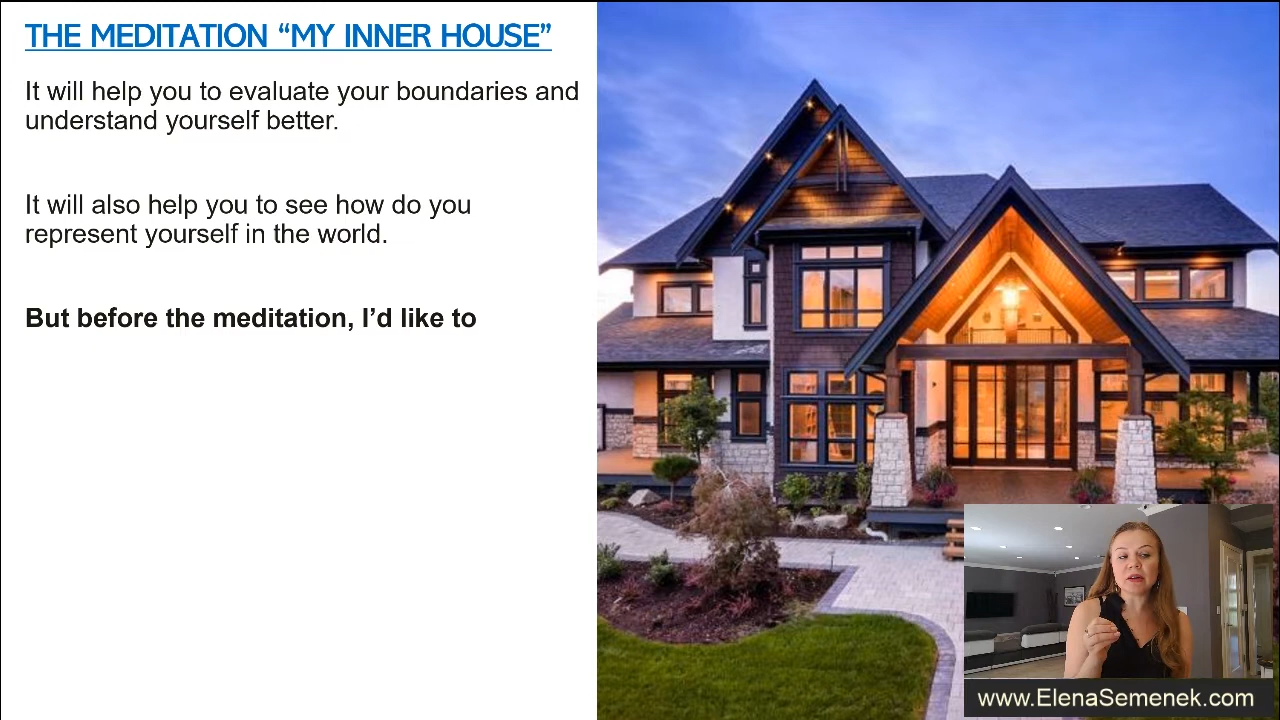 THE MEDITATION “MY INNER HOUSE”
It will help you to evaluate your boundaries and
understand yourself better.
It will also help you to see how do you
represent yourself in the world.
But before the meditation, I’d like to
www.ElenaSemenek.com